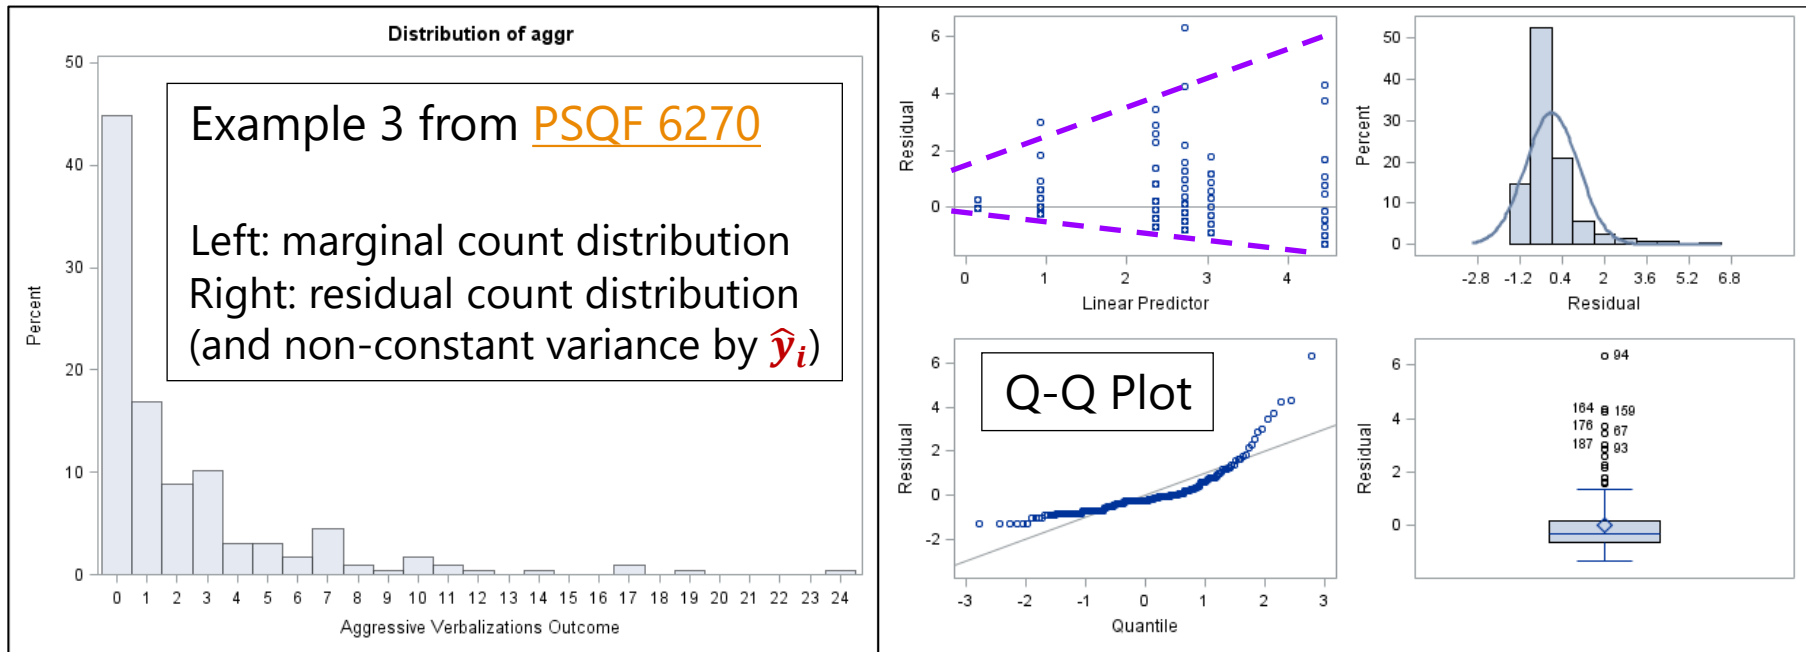 Distribution of aggr
50
40
30
20
10
0
Percent
Example 3 from PSQF 6270
Left: marginal count distribution
Right: residual count distribution
(and non-constant variance by ŷᵢ)
0 1 2 3 4 5 6 7 8 9 10 11 12 13 14 15 16 17 18 19 20 21 22 23 24
Aggressive Verbalizations Outcome
6
4
2
0
Residual
0 1 2 3 4
Linear Predictor
50
40
30
20
10
0
Percent
-2.8 -1.2 0.4 2 3.6 5.2 6.8
Residual
6
4
2
0
-2
Residual
Q-Q Plot
-3 -2 -1 0 1 2 3
Quantile
6
4
2
0
Residual
94
164 159
176 67
187 93